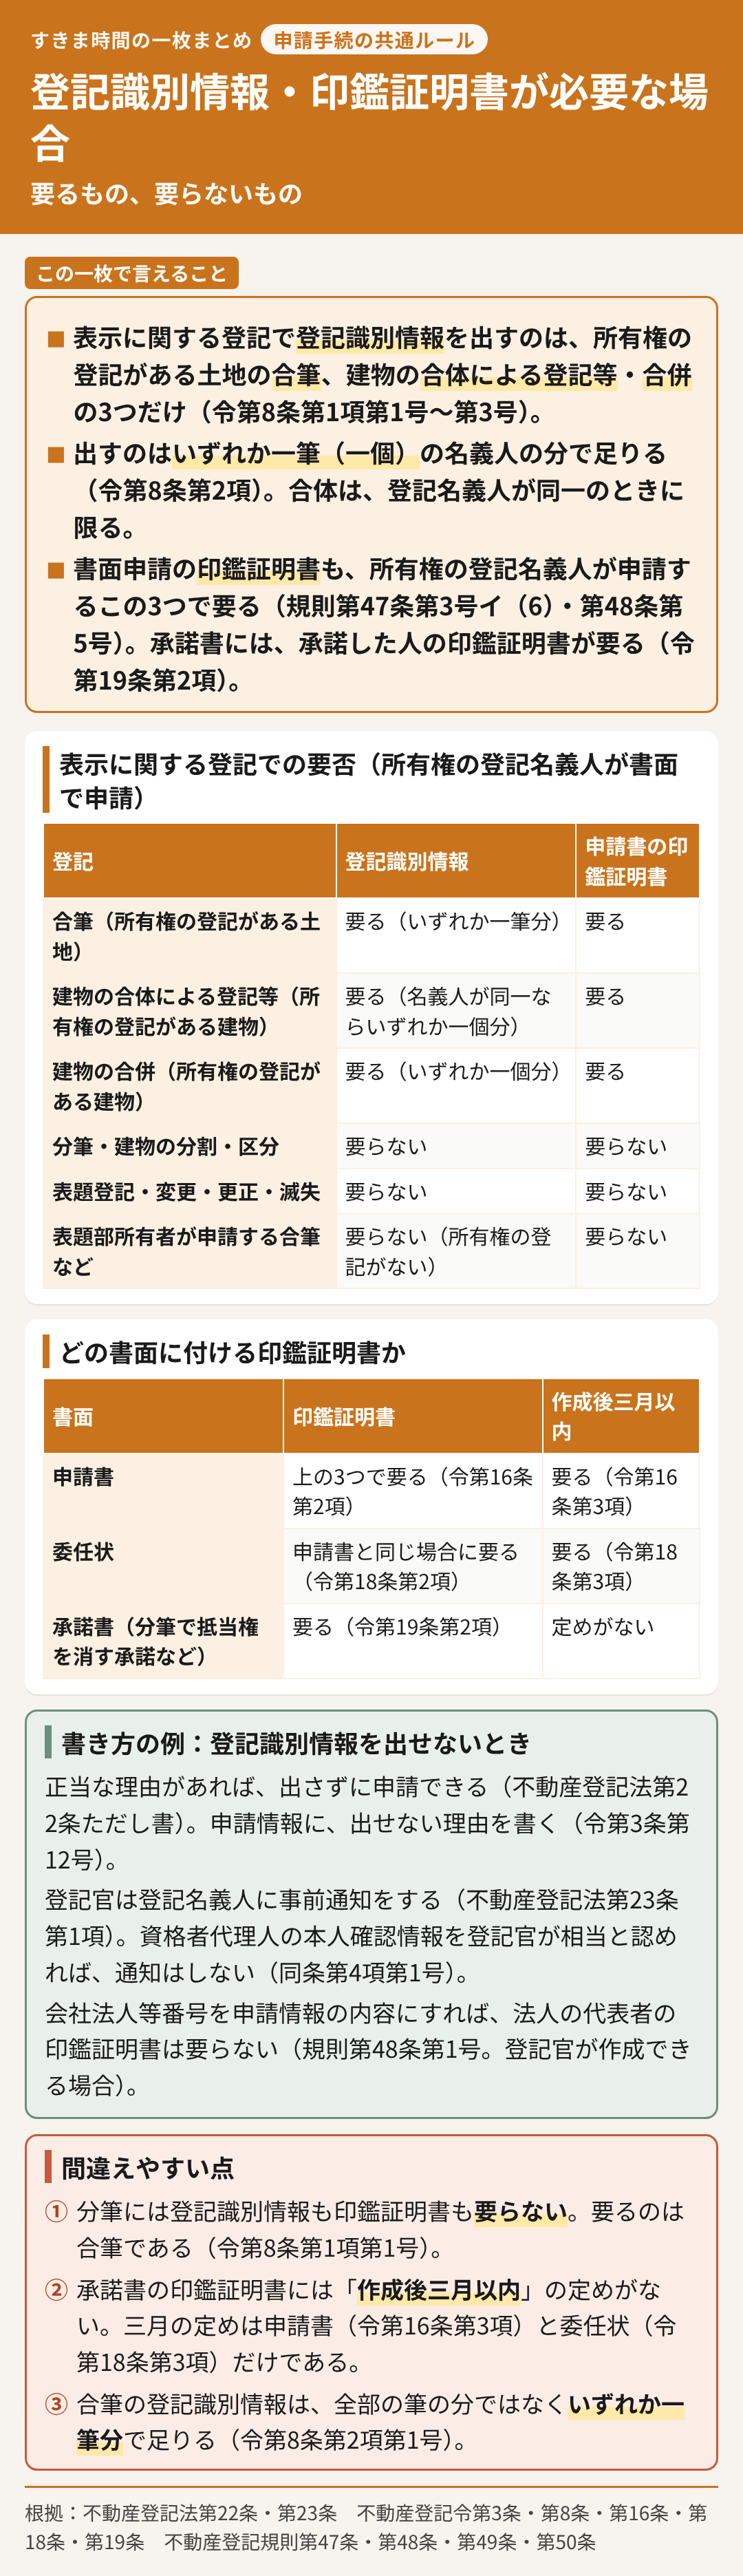 すきま時間の一枚まとめ 申請手続の共通ルール
登記識別情報・印鑑証明書が必要な場
合
要るもの、要らないもの
この一枚で言えること
■ 表示に関する登記で登記識別情報を出すのは、所有権の
登記がある土地の合筆、建物の合体による登記等・合併
の3つだけ（令第8条第1項第1号〜第3号）。
■ 出すのはいずれか一筆（一個）の名義人の分で足りる
（令第8条第2項）。合体は、登記名義人が同一のときに
限る。
■ 書面申請の印鑑証明書も、所有権の登記名義人が申請す
るこの3つで要る（規則第47条第3号イ（6）・第48条第
5号）。承諾書には、承諾した人の印鑑証明書が要る（令
第19条第2項）。
表示に関する登記での要否（所有権の登記名義人が書面
で申請）
登記 登記識別情報 申請書の印
鑑証明書
合筆（所有権の登記がある土 要る（いずれか一筆分） 要る
地）
建物の合体による登記等（所 要る（名義人が同一な 要る
有権の登記がある建物） らいずれか一個分）
建物の合併（所有権の登記が 要る（いずれか一個分） 要る
ある建物）
分筆・建物の分割・区分 要らない 要らない
表題登記・変更・更正・滅失 要らない 要らない
表題部所有者が申請する合筆 要らない（所有権の登 要らない
など 記がない）
どの書面に付ける印鑑証明書か
書面 印鑑証明書 作成後三月以
内
申請書 上の3つで要る（令第16条 要る（令第16
第2項） 条第3項）
委任状 申請書と同じ場合に要る 要る（令第18
（令第18条第2項） 条第3項）
承諾書（分筆で抵当権 要る（令第19条第2項） 定めがない
を消す承諾など）
書き方の例：登記識別情報を出せないとき
正当な理由があれば、出さずに申請できる（不動産登記法第2
2条ただし書）。申請情報に、出せない理由を書く（令第3条第
12号）。
登記官は登記名義人に事前通知をする（不動産登記法第23条
第1項）。資格者代理人の本人確認情報を登記官が相当と認め
れば、通知はしない（同条第4項第1号）。
会社法人等番号を申請情報の内容にすれば、法人の代表者の
印鑑証明書は要らない（規則第48条第1号。登記官が作成でき
る場合）。
間違えやすい点
① 分筆には登記識別情報も印鑑証明書も要らない。要るのは
合筆である（令第8条第1項第1号）。
② 承諾書の印鑑証明書には「作成後三月以内」の定めがな
い。三月の定めは申請書（令第16条第3項）と委任状（令
第18条第3項）だけである。
③ 合筆の登記識別情報は、全部の筆の分ではなくいずれか一
筆分で足りる（令第8条第2項第1号）。
根拠：不動産登記法第22条・第23条　不動産登記令第3条・第8条・第16条・第
18条・第19条　不動産登記規則第47条・第48条・第49条・第50条